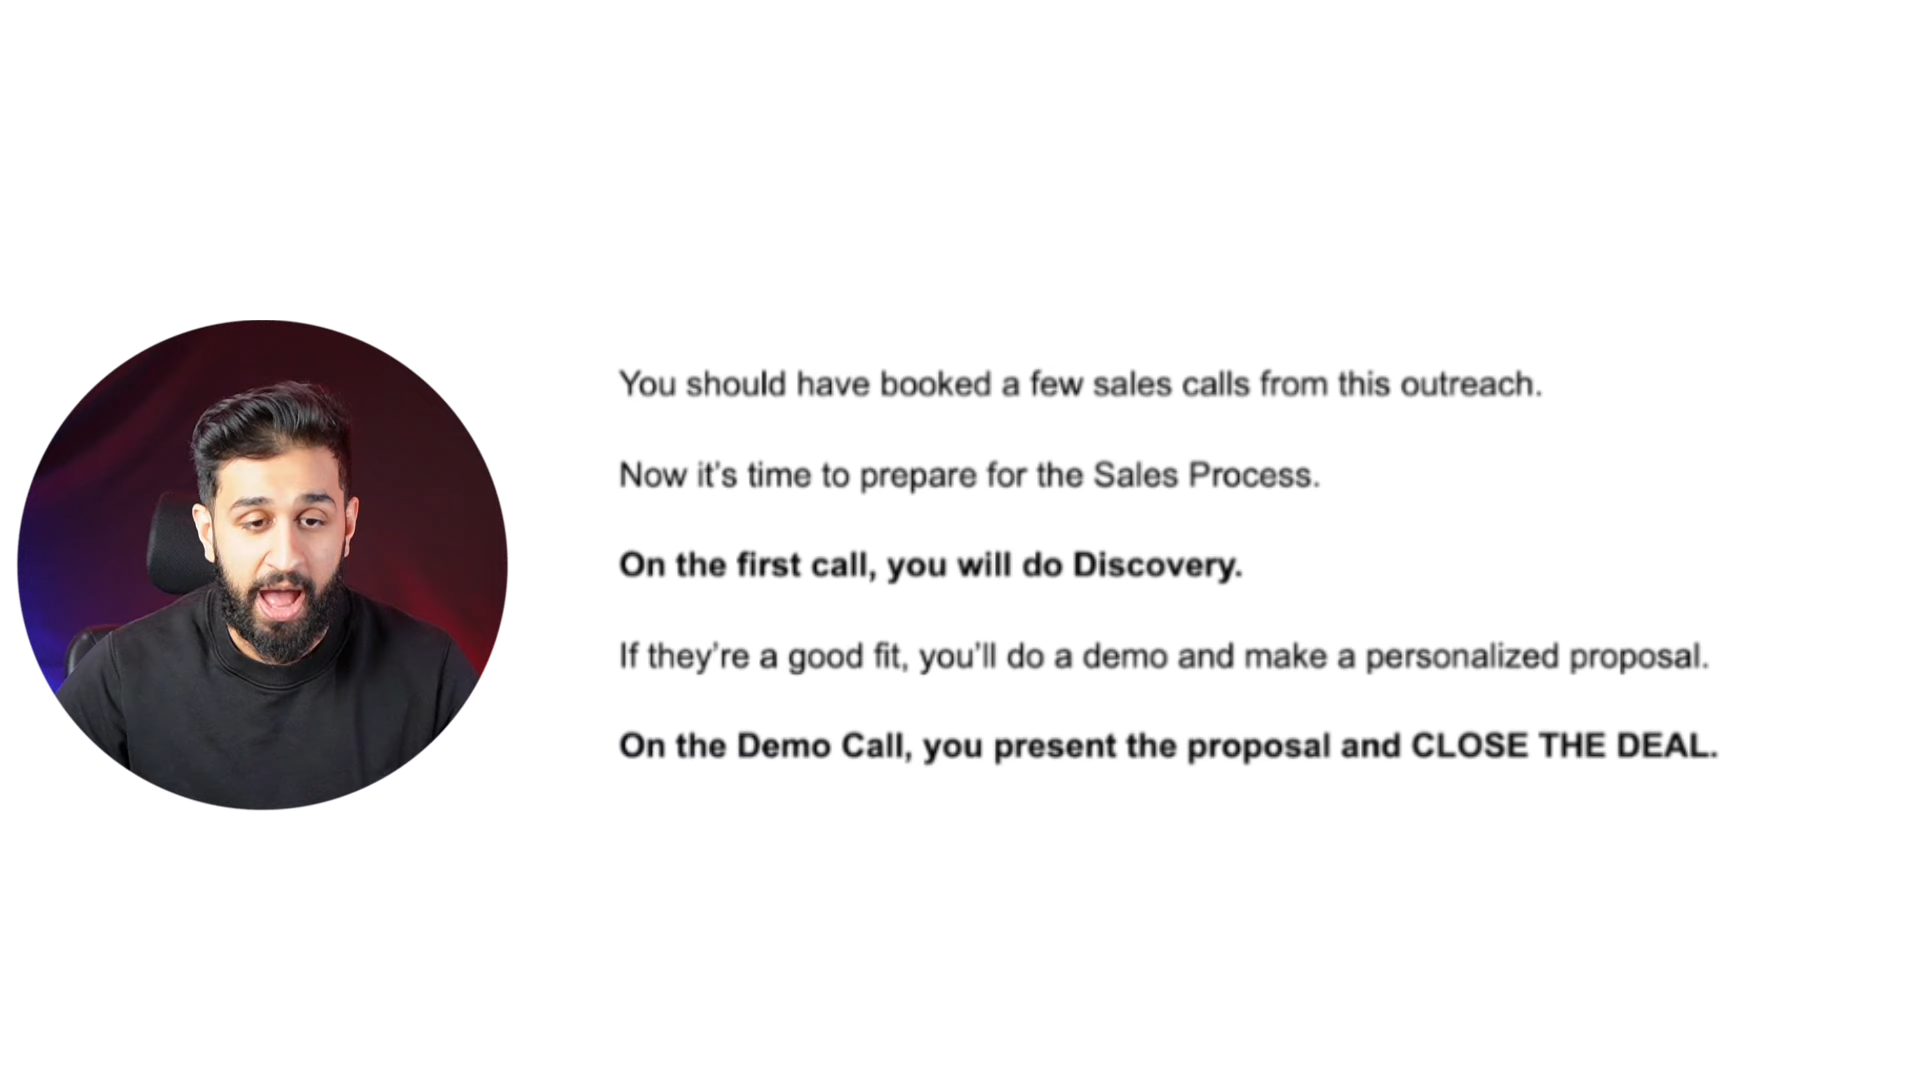 You should have booked a few sales calls from this outreach.
Now it’s time to prepare for the Sales Process.
On the first call, you will do Discovery.
If they’re a good fit, you’ll do a demo and make a personalized proposal.
On the Demo Call, you present the proposal and CLOSE THE DEAL.